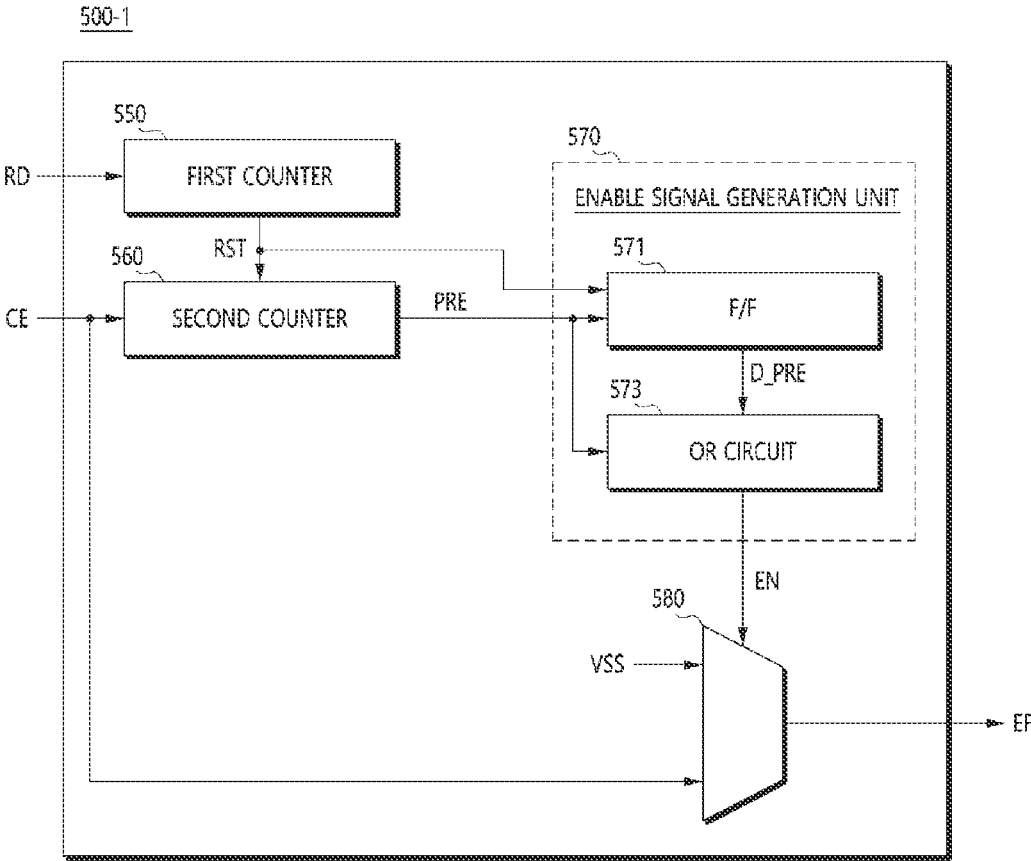 500-1
550
RD
FIRST COUNTER
570
ENABLE SIGNAL GENERATION UNIT
RST
560
571
CE
SECOND COUNTER
PRE
F/F
D_PRE
573
OR CIRCUIT
EN
580
VSS
EF